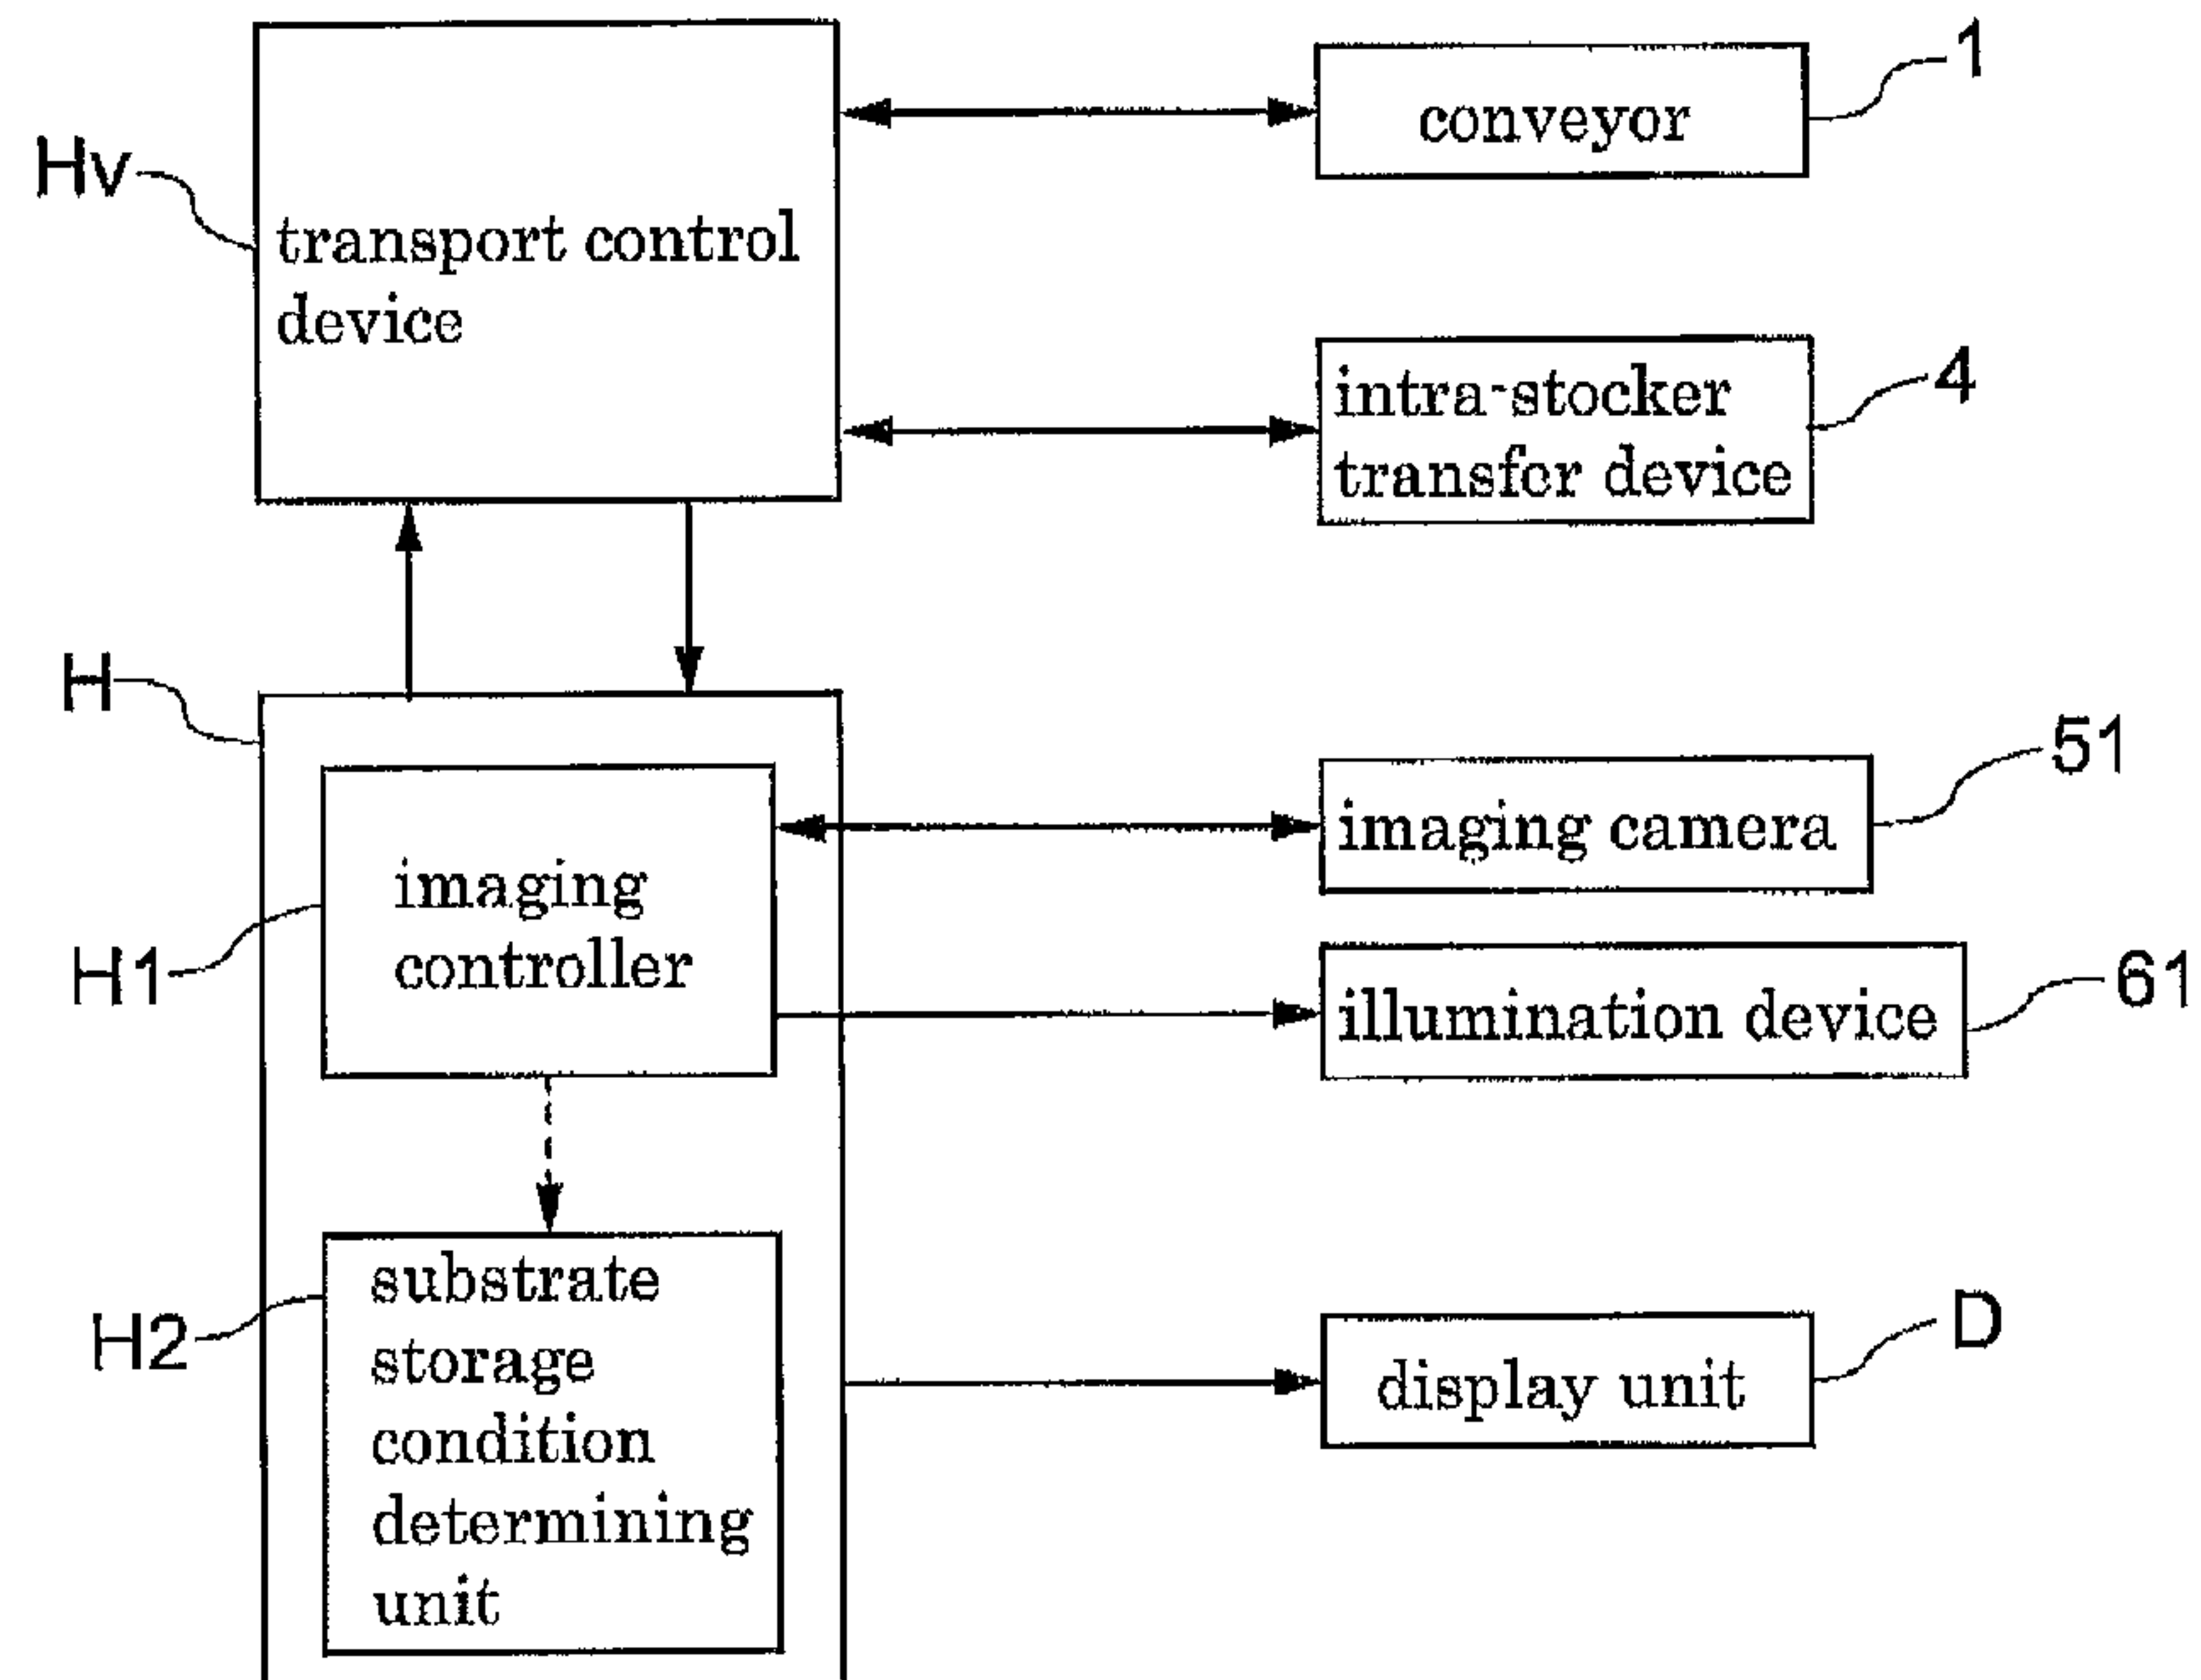 1
conveyor
Hv
transport control
device
4
intra-stocker
transfer device
H
51
imaging camera
imaging
controller
H1
61
illumination device
substrate
storage
condition
determining
unit
H2
D
display unit